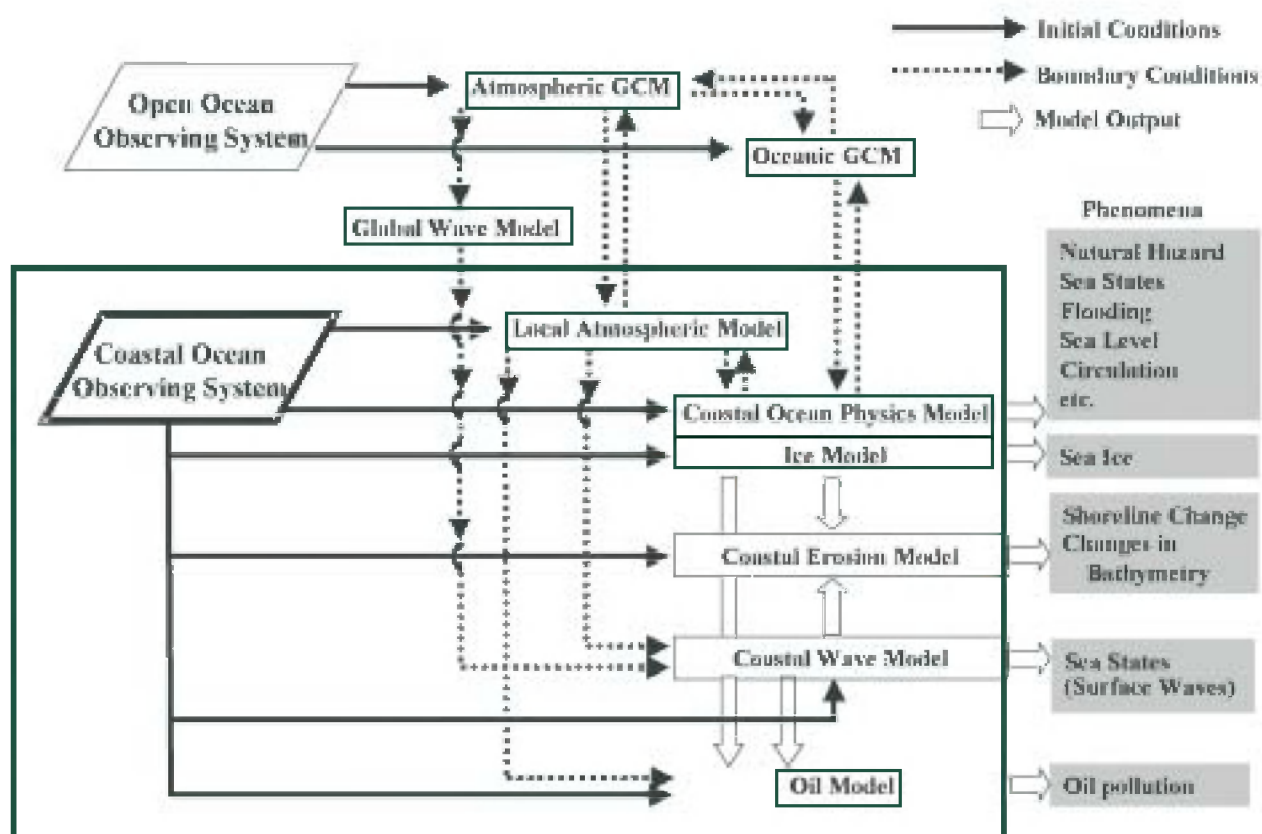 Initial Conditions
Boundary Conditions
Model Output
Open Ocean
Observing System
Atmospheric GCM
Oceanic GCM
Global Wave Model
Phenomena
Natural Hazard
Sea States
Flooding
Sea Level
Circulation
etc.
Local Atmospheric Model
Coastal Ocean
Observing System
Coastal Ocean Physics Model
Ice Model
Sea Ice
Shoreline Change
Changes in
Bathymetry
Coastal Erosion Model
Coastal Wave Model
Sea States
(Surface Waves)
Oil Model
Oil pollution